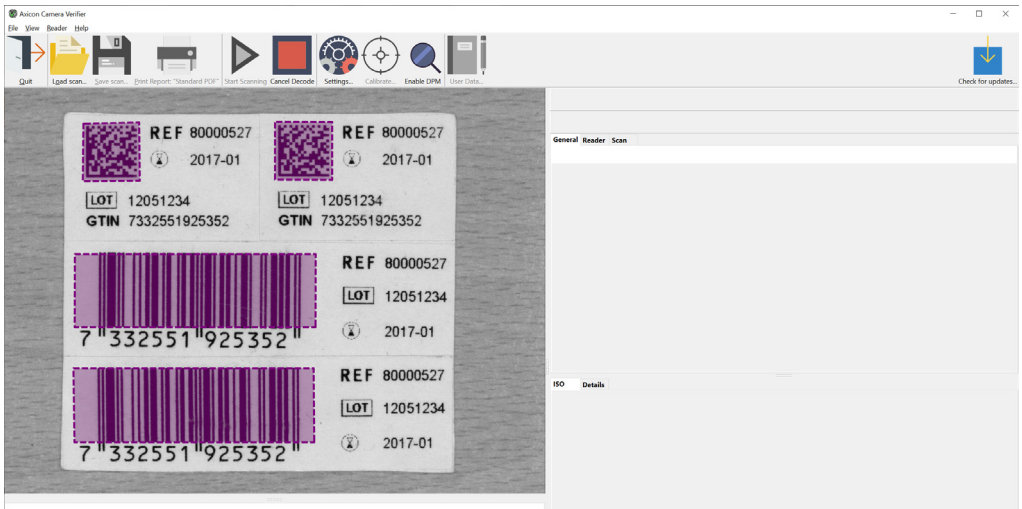 Axicon Camera Verifier
File View Reader Help
Quit Load scan... Save scan... Print Report: "Standard PDF" Start Scanning Cancel Decode Settings... Calibrate... Enable DPM User Data... Check for updates...
General Reader Scan
REF 80000527
2017-01
LOT 12051234
GTIN 7332551925352
REF 80000527
2017-01
LOT 12051234
GTIN 7332551925352
REF 80000527
LOT 12051234
2017-01
7 "332551"925352"
REF 80000527
LOT 12051234
2017-01
7 "332551"925352"
ISO Details